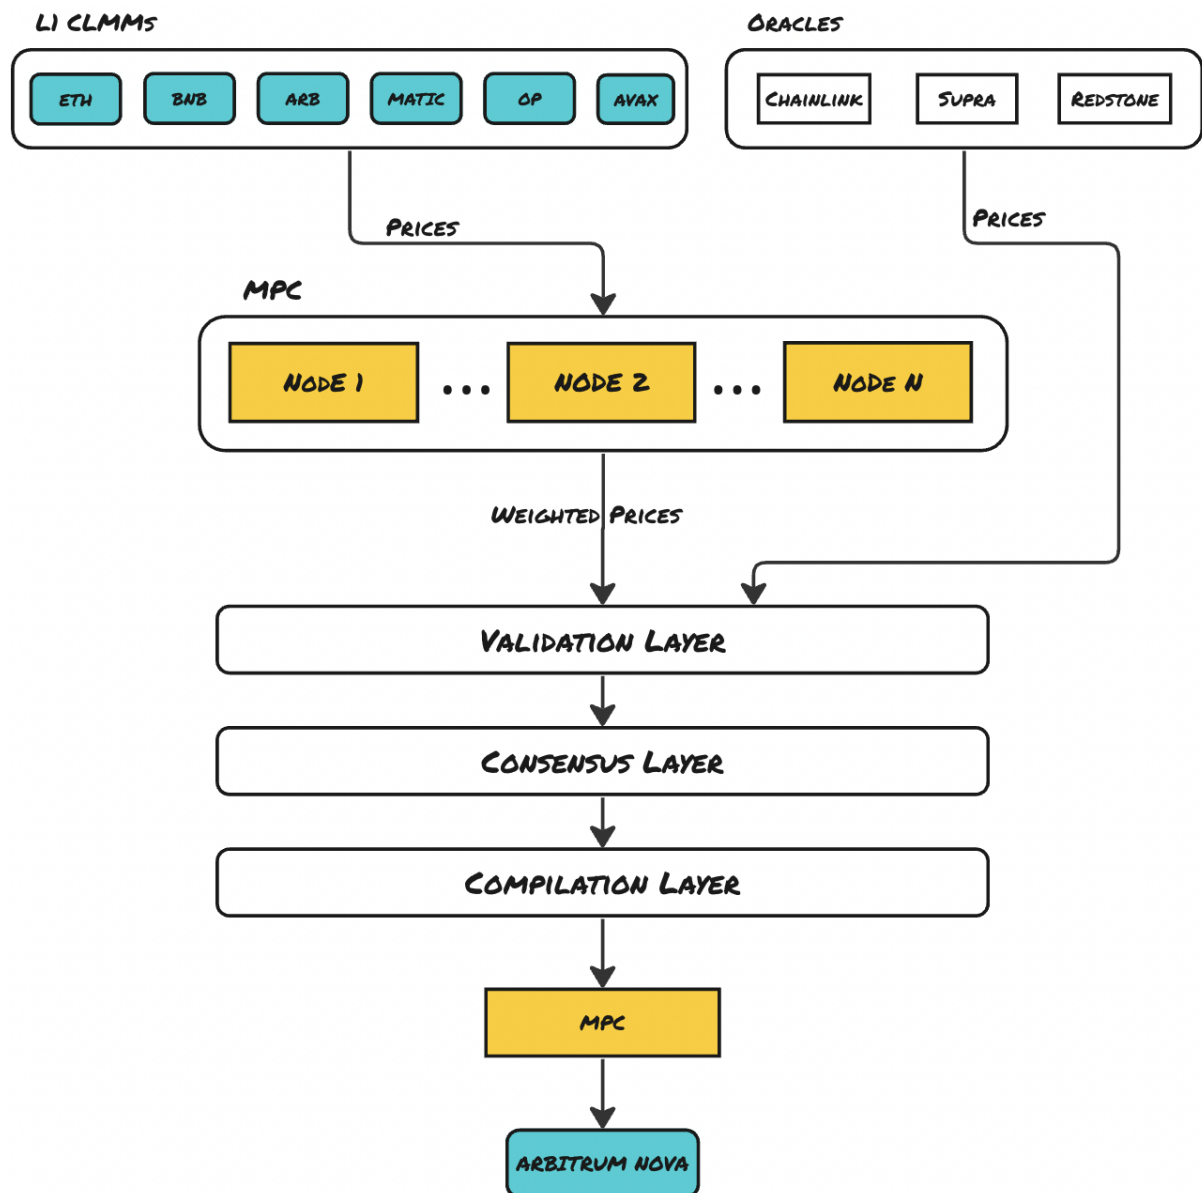 L1 CLMMs
Oracles
ETH
BNB
ARB
MATIC
OP
AVAX
Chainlink
Supra
Redstone
Prices
Prices
MPC
Node 1
...
Node 2
...
Node N
Weighted Prices
Validation Layer
Consensus Layer
Compilation Layer
MPC
Arbitrum Nova